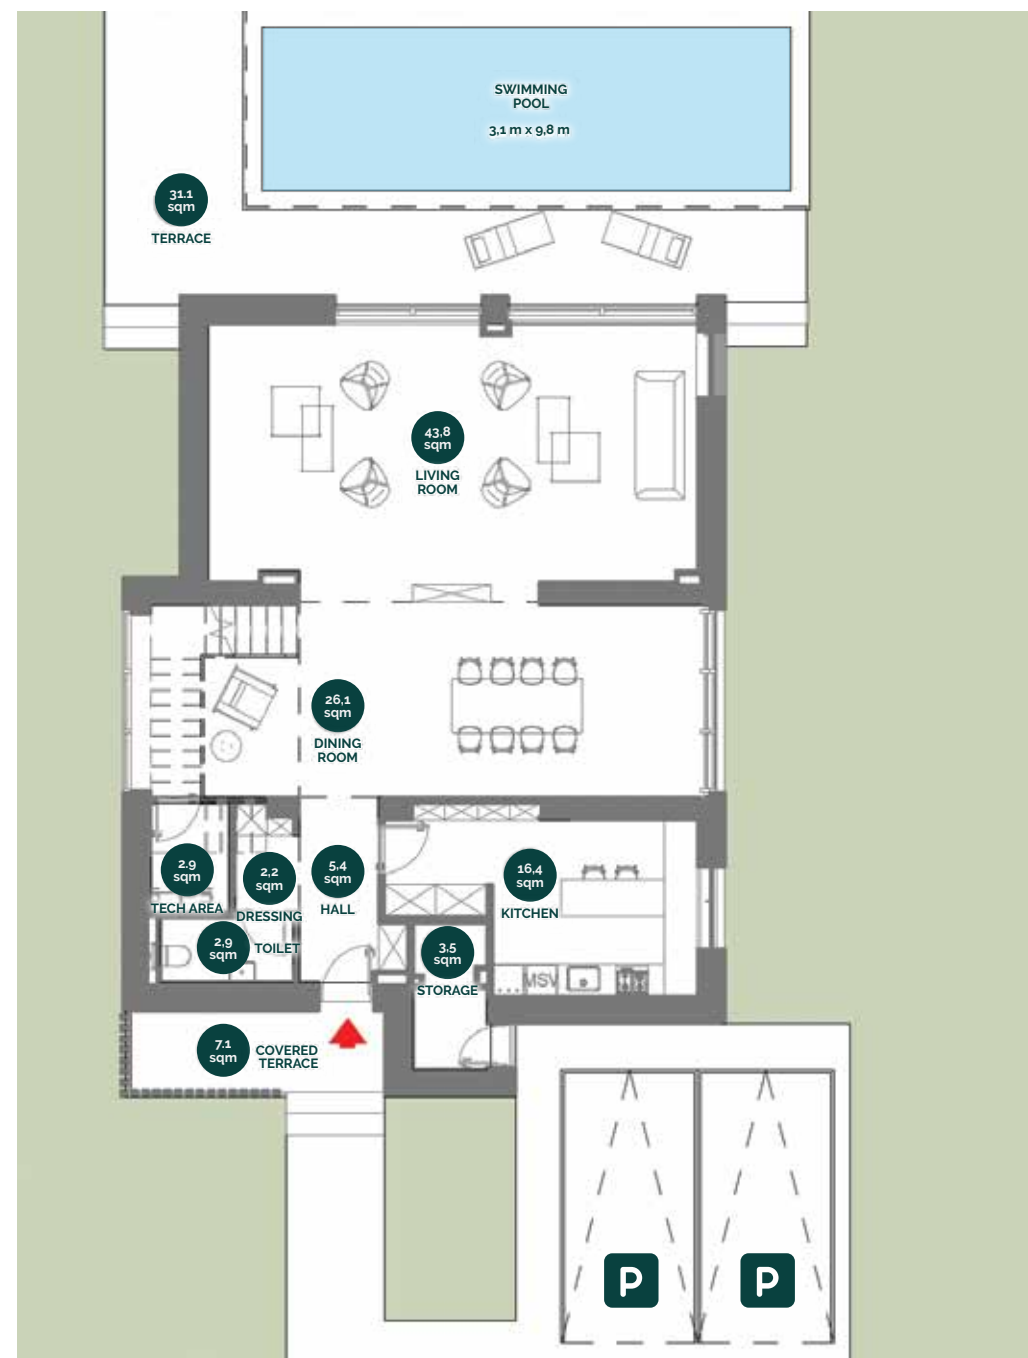 SWIMMING
POOL
3,1 m x 9,8 m
31.1
sqm
TERRACE
43,8
sqm
LIVING
ROOM
26,1
sqm
DINING
ROOM
2.9
sqm
TECH AREA
2,2
sqm
DRESSING
5,4
sqm
HALL
16,4
sqm
KITCHEN
2,9
sqm
TOILET
3.5
sqm
STORAGE
MSV
7.1
sqm
COVERED
TERRACE
P
P